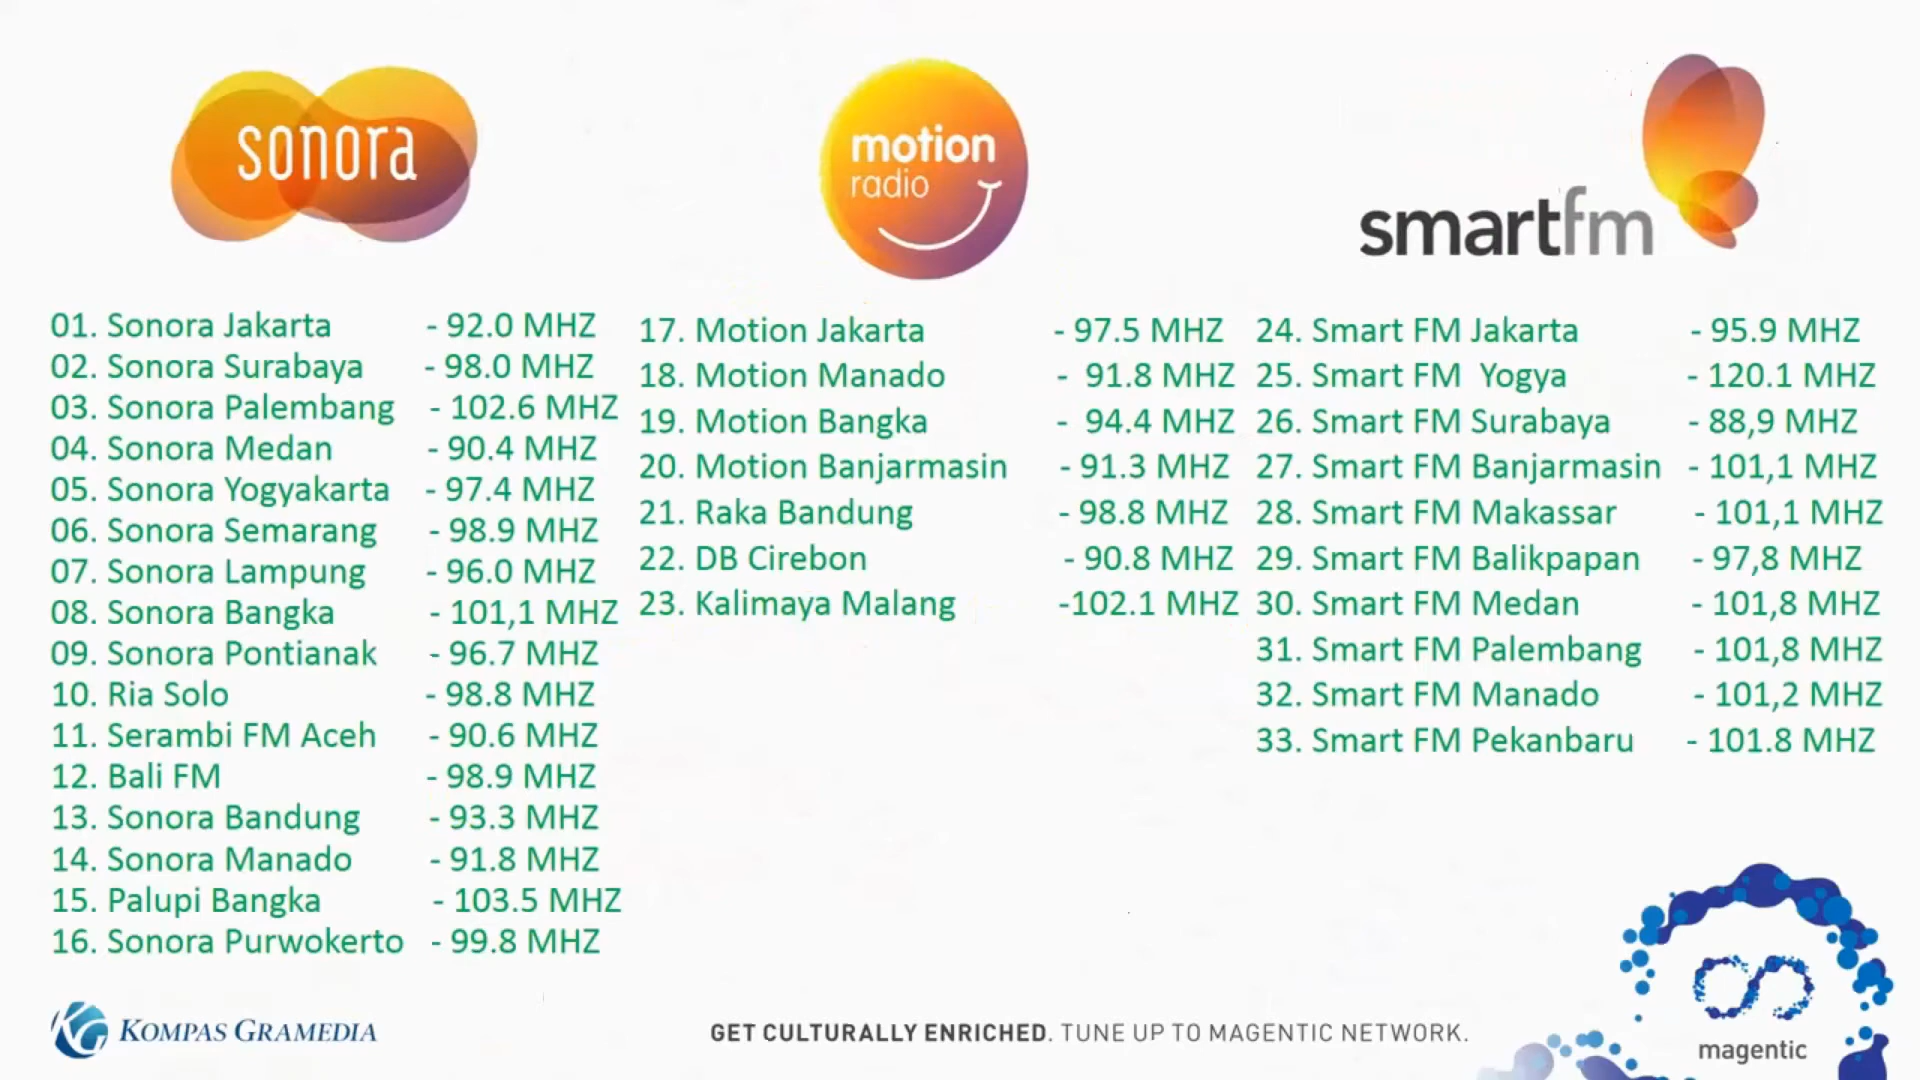 sonora
01. Sonora Jakarta - 92.0 MHZ
02. Sonora Surabaya - 98.0 MHZ
03. Sonora Palembang - 102.6 MHZ
04. Sonora Medan - 90.4 MHZ
05. Sonora Yogyakarta - 97.4 MHZ
06. Sonora Semarang - 98.9 MHZ
07. Sonora Lampung - 96.0 MHZ
08. Sonora Bangka - 101,1 MHZ
09. Sonora Pontianak - 96.7 MHZ
10. Ria Solo - 98.8 MHZ
11. Serambi FM Aceh - 90.6 MHZ
12. Bali FM - 98.9 MHZ
13. Sonora Bandung - 93.3 MHZ
14. Sonora Manado - 91.8 MHZ
15. Palupi Bangka - 103.5 MHZ
16. Sonora Purwokerto - 99.8 MHZ
motion
radio
17. Motion Jakarta - 97.5 MHZ
18. Motion Manado - 91.8 MHZ
19. Motion Bangka - 94.4 MHZ
20. Motion Banjarmasin - 91.3 MHZ
21. Raka Bandung - 98.8 MHZ
22. DB Cirebon - 90.8 MHZ
23. Kalimaya Malang -102.1 MHZ
smartfm
24. Smart FM Jakarta - 95.9 MHZ
25. Smart FM Yogya - 120.1 MHZ
26. Smart FM Surabaya - 88,9 MHZ
27. Smart FM Banjarmasin - 101,1 MHZ
28. Smart FM Makassar - 101,1 MHZ
29. Smart FM Balikpapan - 97,8 MHZ
30. Smart FM Medan - 101,8 MHZ
31. Smart FM Palembang - 101,8 MHZ
32. Smart FM Manado - 101,2 MHZ
33. Smart FM Pekanbaru - 101.8 MHZ
KG KOMPAS GRAMEDIA
GET CULTURALLY ENRICHED. TUNE UP TO MAGENTIC NETWORK.
magentic